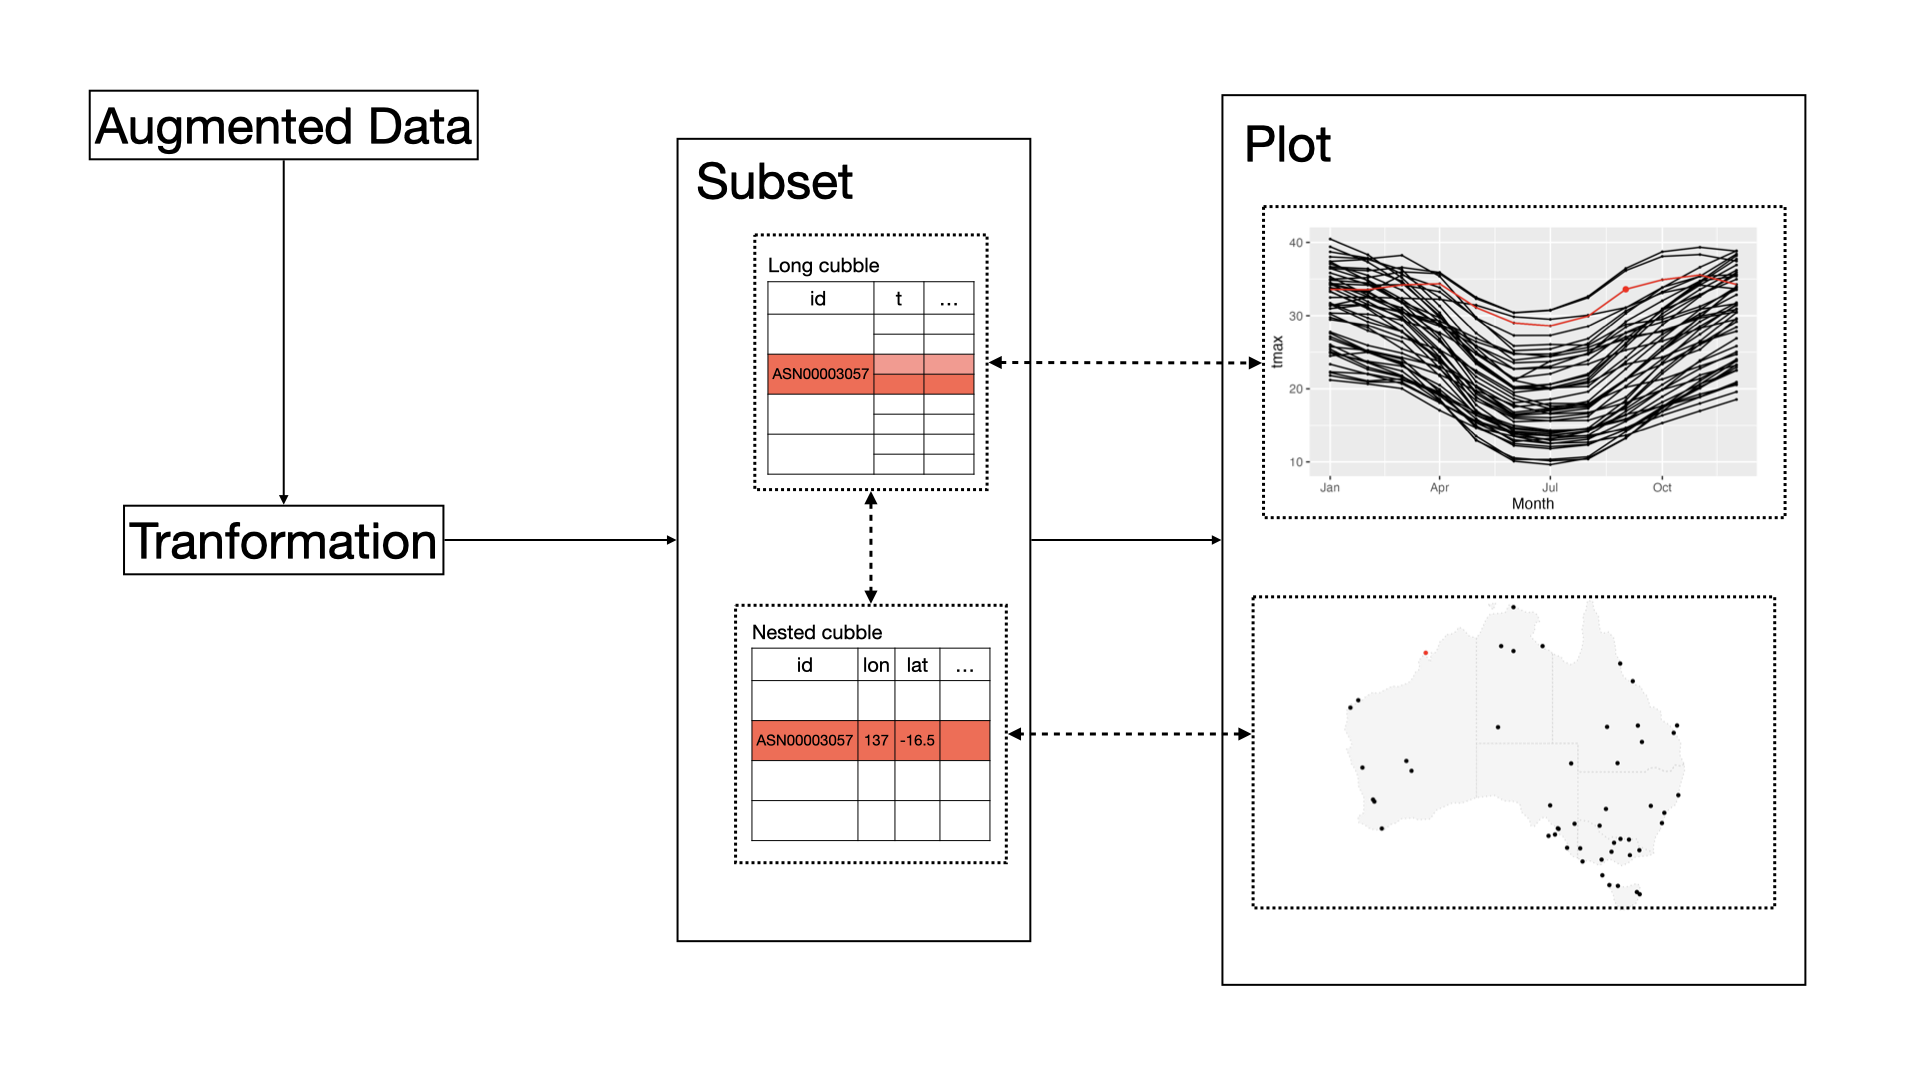 Augmented Data
Tranformation
Subset
Long cubble
id t ...
ASN00003057
Nested cubble
id lon lat ...
ASN00003057 137 -16.5
Plot
40
30
20
10
tmax
Jan Apr Jul Oct
Month